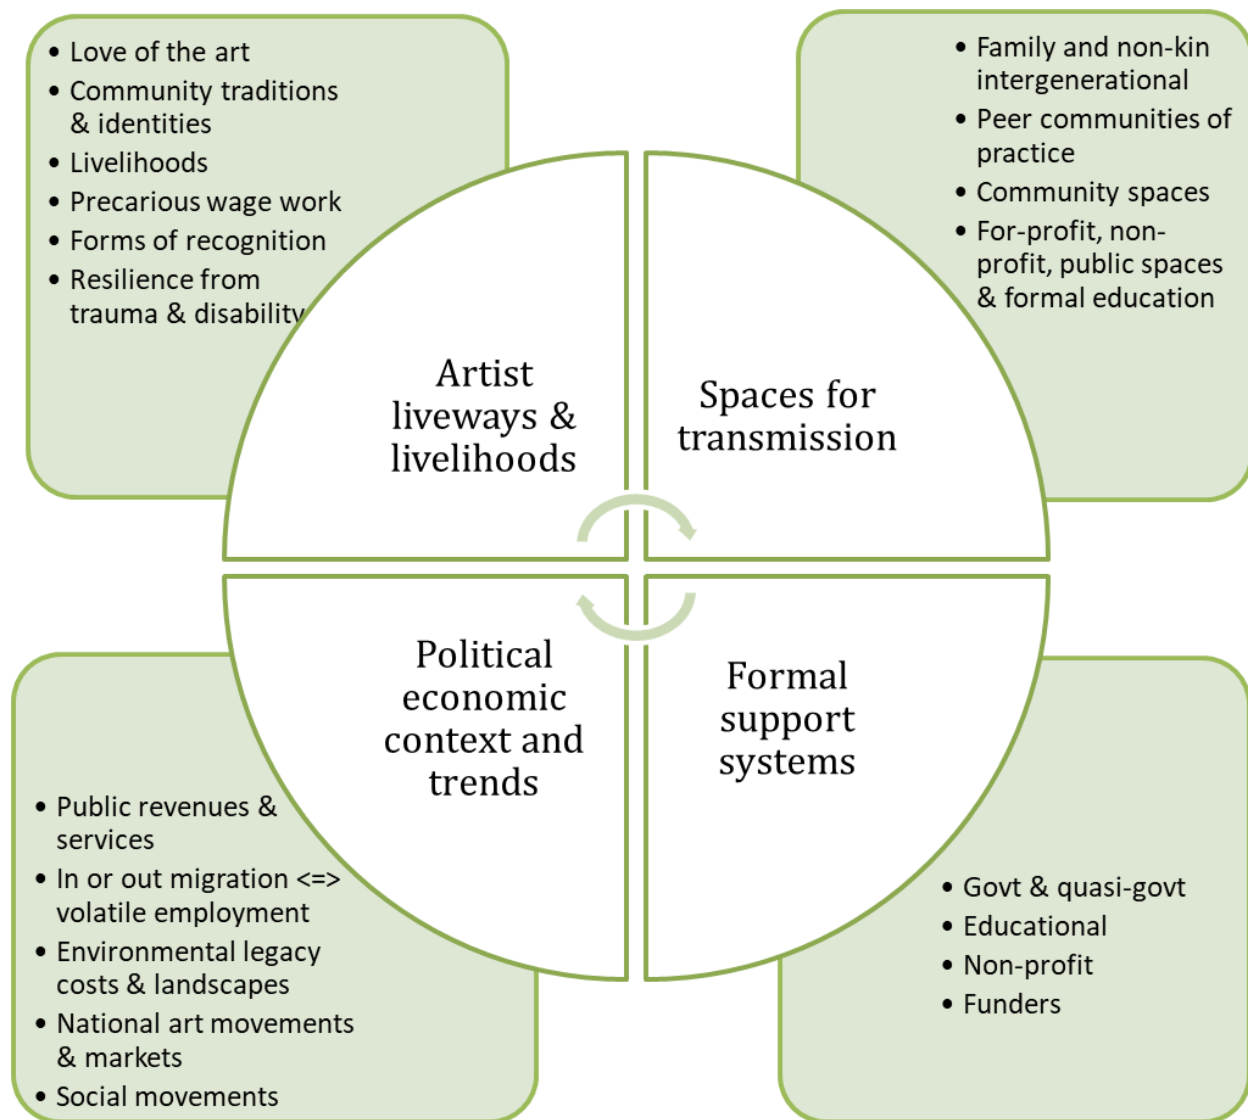 • Love of the art
• Community traditions
& identities
• Livelihoods
• Precarious wage work
• Forms of recognition
• Resilience from
trauma & disability
• Family and non-kin
intergenerational
• Peer communities of
practice
• Community spaces
• For-profit, non-
profit, public spaces
& formal education
Artist
liveways &
livelihoods
Spaces for
transmission
Political
economic
context and
trends
Formal
support
systems
• Public revenues &
services
• In or out migration <=>
volatile employment
• Environmental legacy
costs & landscapes
• National art movements
& markets
• Social movements
• Govt & quasi-govt
• Educational
• Non-profit
• Funders